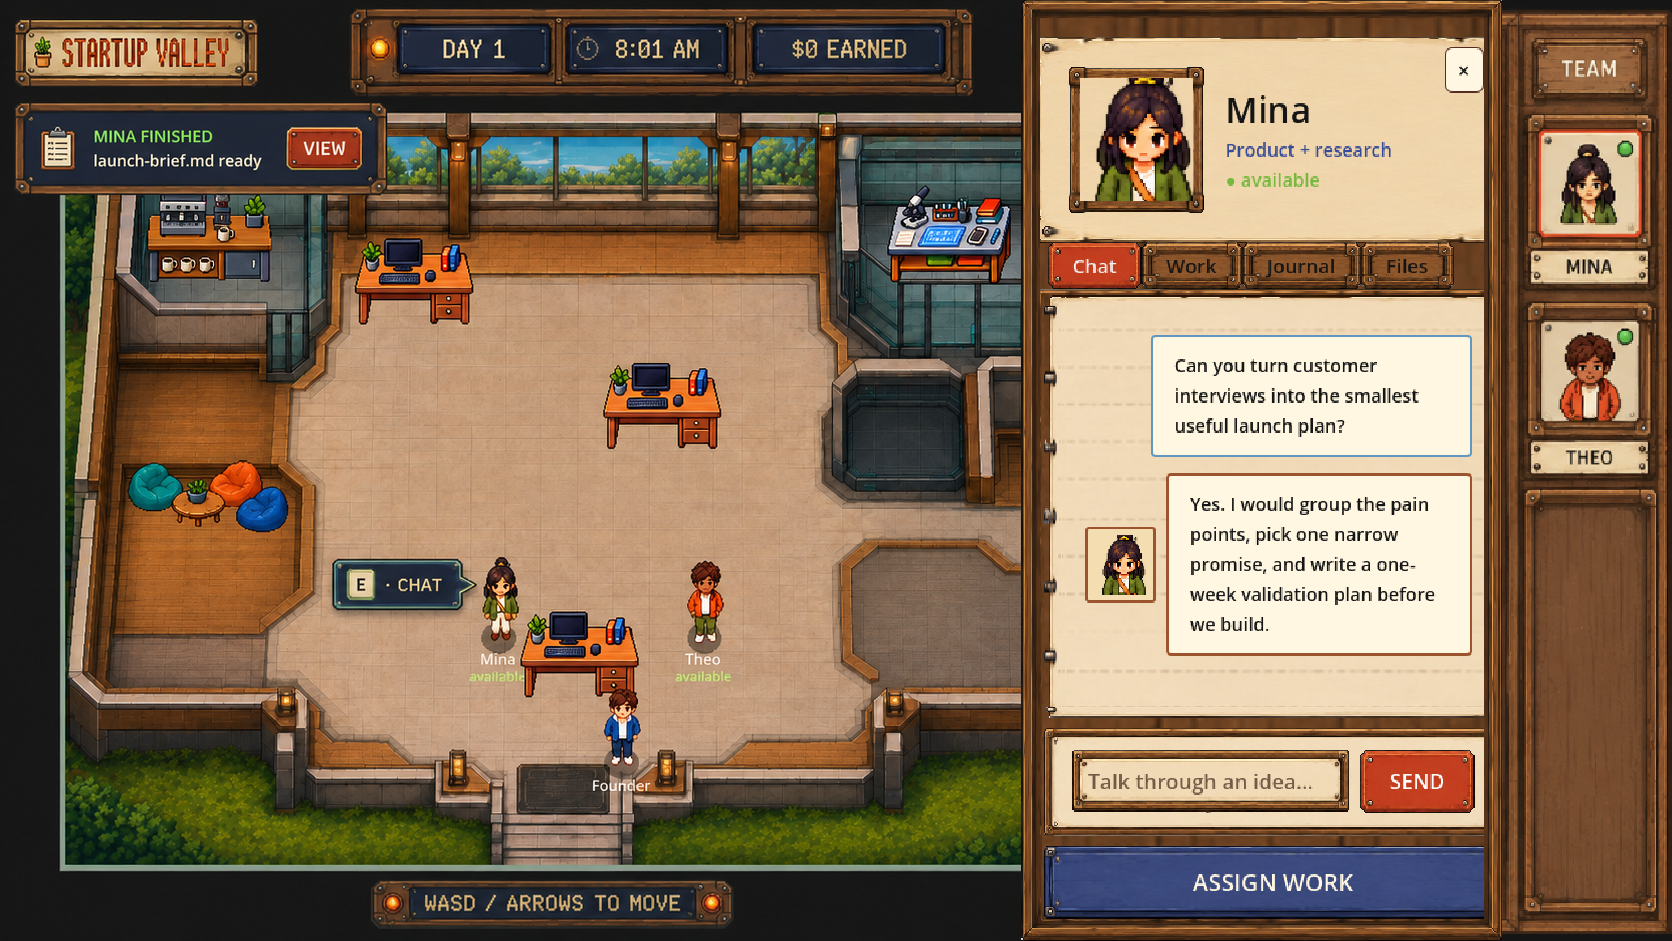 STARTUP VALLEY
DAY 1
8:01 AM
$0 EARNED
MINA FINISHED
launch-brief.md ready
VIEW
E · CHAT
Mina
available
Theo
available
Founder
WASD / ARROWS TO MOVE
×
Mina
Product + research
• available
Chat
Work
Journal
Files
Can you turn customer
interviews into the smallest
useful launch plan?
Yes. I would group the pain
points, pick one narrow
promise, and write a one-
week validation plan before
we build.
Talk through an idea...
SEND
ASSIGN WORK
TEAM
MINA
THEO